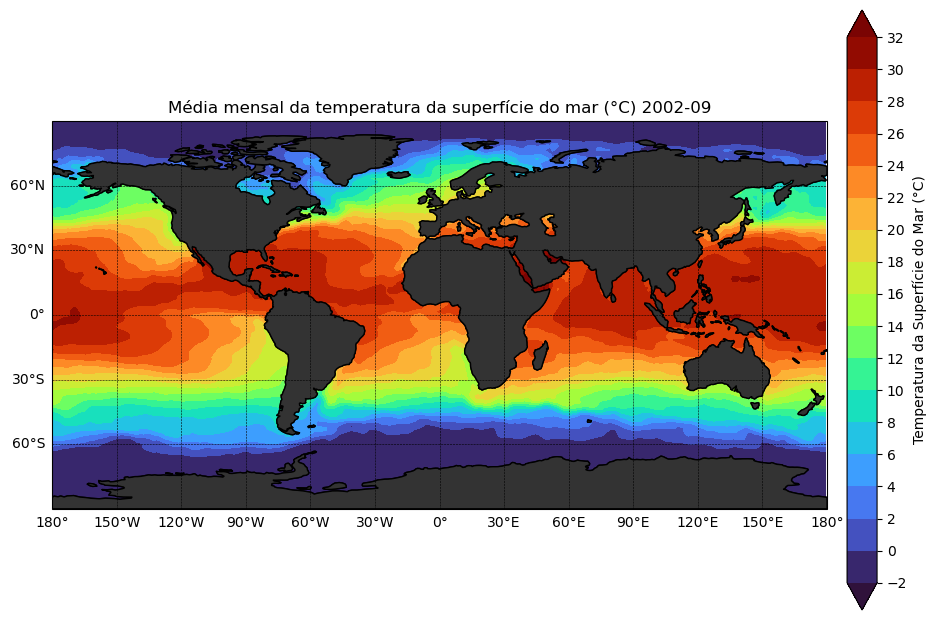 Média mensal da temperatura da superfície do mar (°C) 2002-09
60°N
30°N
0°
30°S
60°S
180° 150°W 120°W 90°W 60°W 30°W 0° 30°E 60°E 90°E 120°E 150°E 180°
32
30
28
26
24
22
20
18
16
14
12
10
8
6
4
2
0
−2
Temperatura da Superfície do Mar (°C)